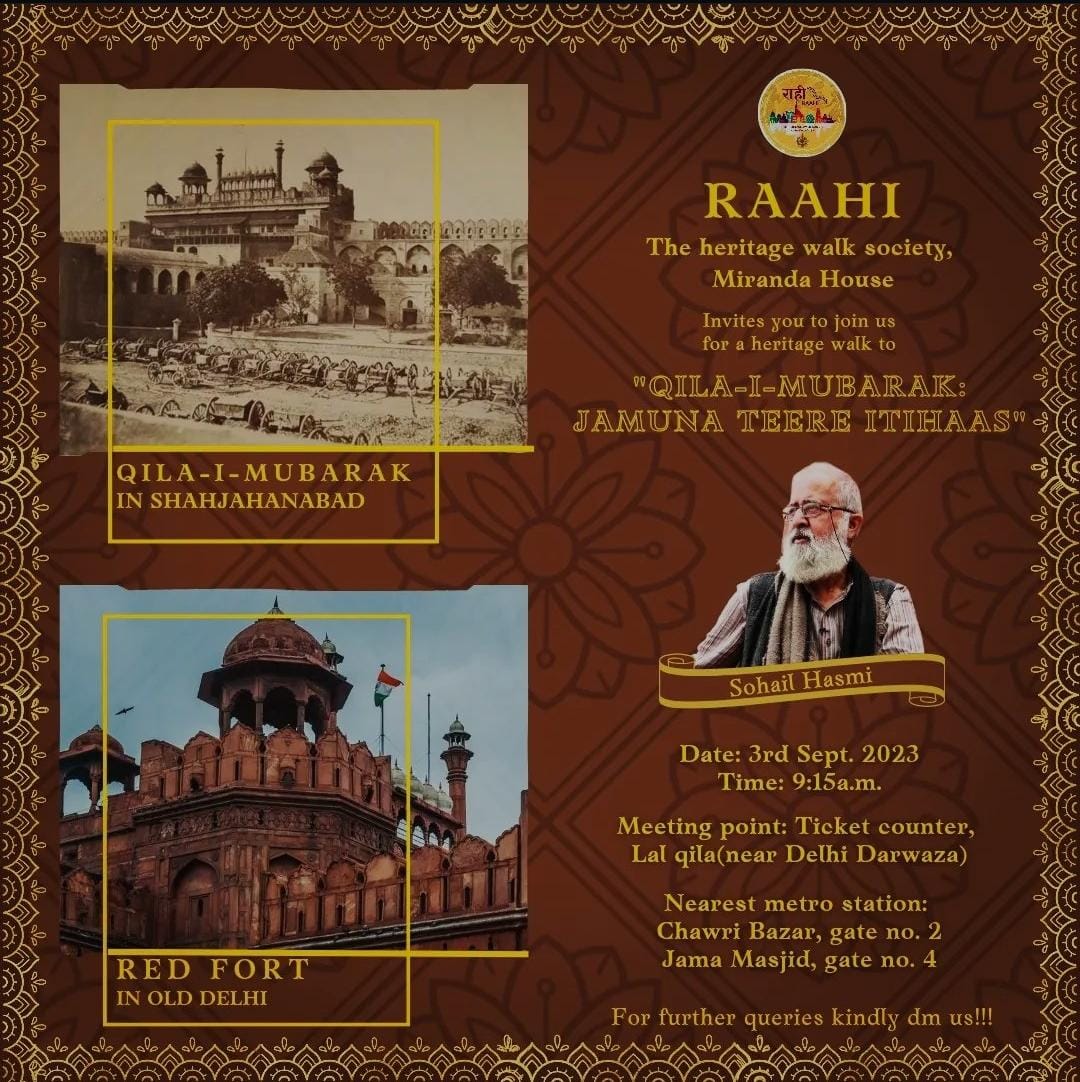 राही
RAAHI
RAAHI
The heritage walk society,
Miranda House
Invites you to join us
for a heritage walk to
"QILA-I-MUBARAK:
JAMUNA TEERE ITIHAAS"
QILA-I-MUBARAK
IN SHAHJAHANABAD
RED FORT
IN OLD DELHI
Sohail Hasmi
Date: 3rd Sept. 2023
Time: 9:15a.m.
Meeting point: Ticket counter,
Lal qila(near Delhi Darwaza)
Nearest metro station:
Chawri Bazar, gate no. 2
Jama Masjid, gate no. 4
For further queries kindly dm us!!!